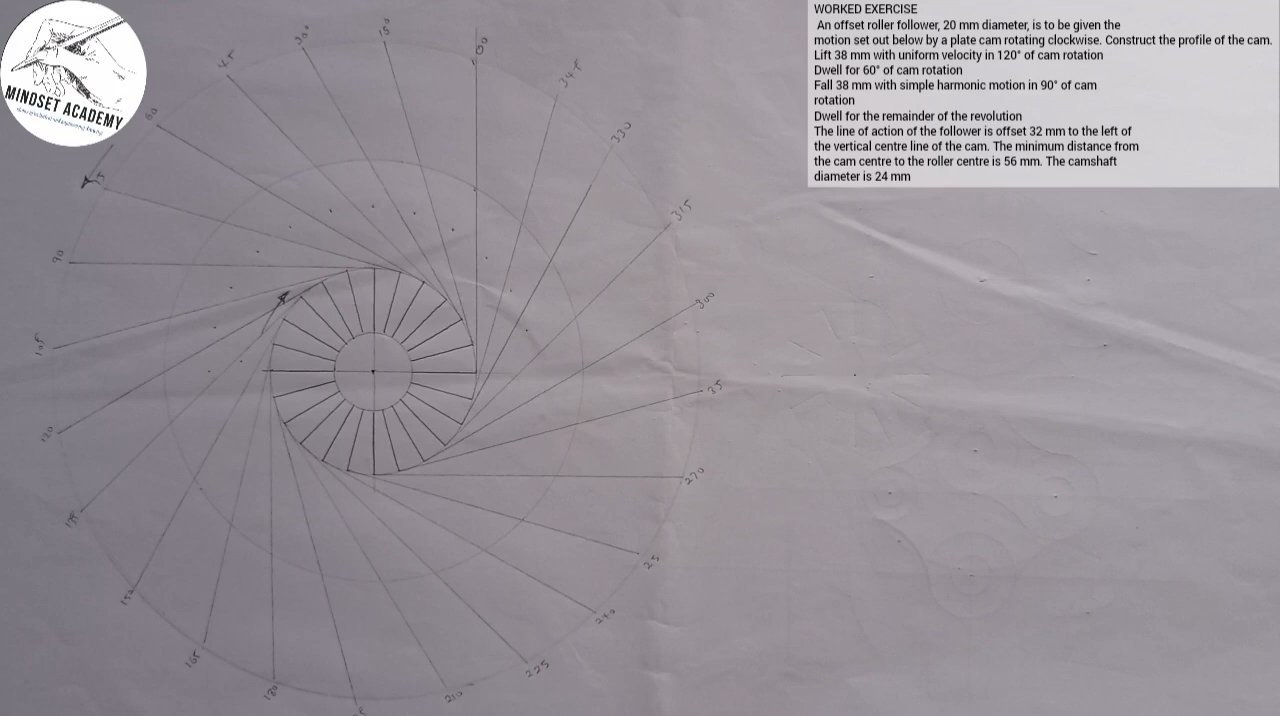 WORKED EXERCISE
An offset roller follower, 20 mm diameter, is to be given the
motion set out below by a plate cam rotating clockwise. Construct the profile of the cam.
Lift 38 mm with uniform velocity in 120° of cam rotation
Dwell for 60° of cam rotation
Fall 38 mm with simple harmonic motion in 90° of cam
rotation
Dwell for the remainder of the revolution
The line of action of the follower is offset 32 mm to the left of
the vertical centre line of the cam. The minimum distance from
the cam centre to the roller centre is 56 mm. The camshaft
diameter is 24 mm
MINDSET ACADEMY
45
300
150
345
330
60
315
90
300
105
35
120
270
135
25
150
240
165
225
180
210